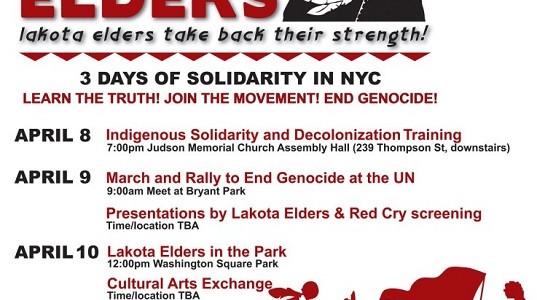 ELDERS
lakota elders take back their strength!
3 DAYS OF SOLIDARITY IN NYC
LEARN THE TRUTH! JOIN THE MOVEMENT! END GENOCIDE!
APRIL 8 Indigenous Solidarity and Decolonization Training
7:00pm Judson Memorial Church Assembly Hall (239 Thompson St, downstairs)
APRIL 9 March and Rally to End Genocide at the UN
9:00am Meet at Bryant Park
Presentations by Lakota Elders & Red Cry screening
Time/location TBA
APRIL 10 Lakota Elders in the Park
12:00pm Washington Square Park
Cultural Arts Exchange
Time/location TBA